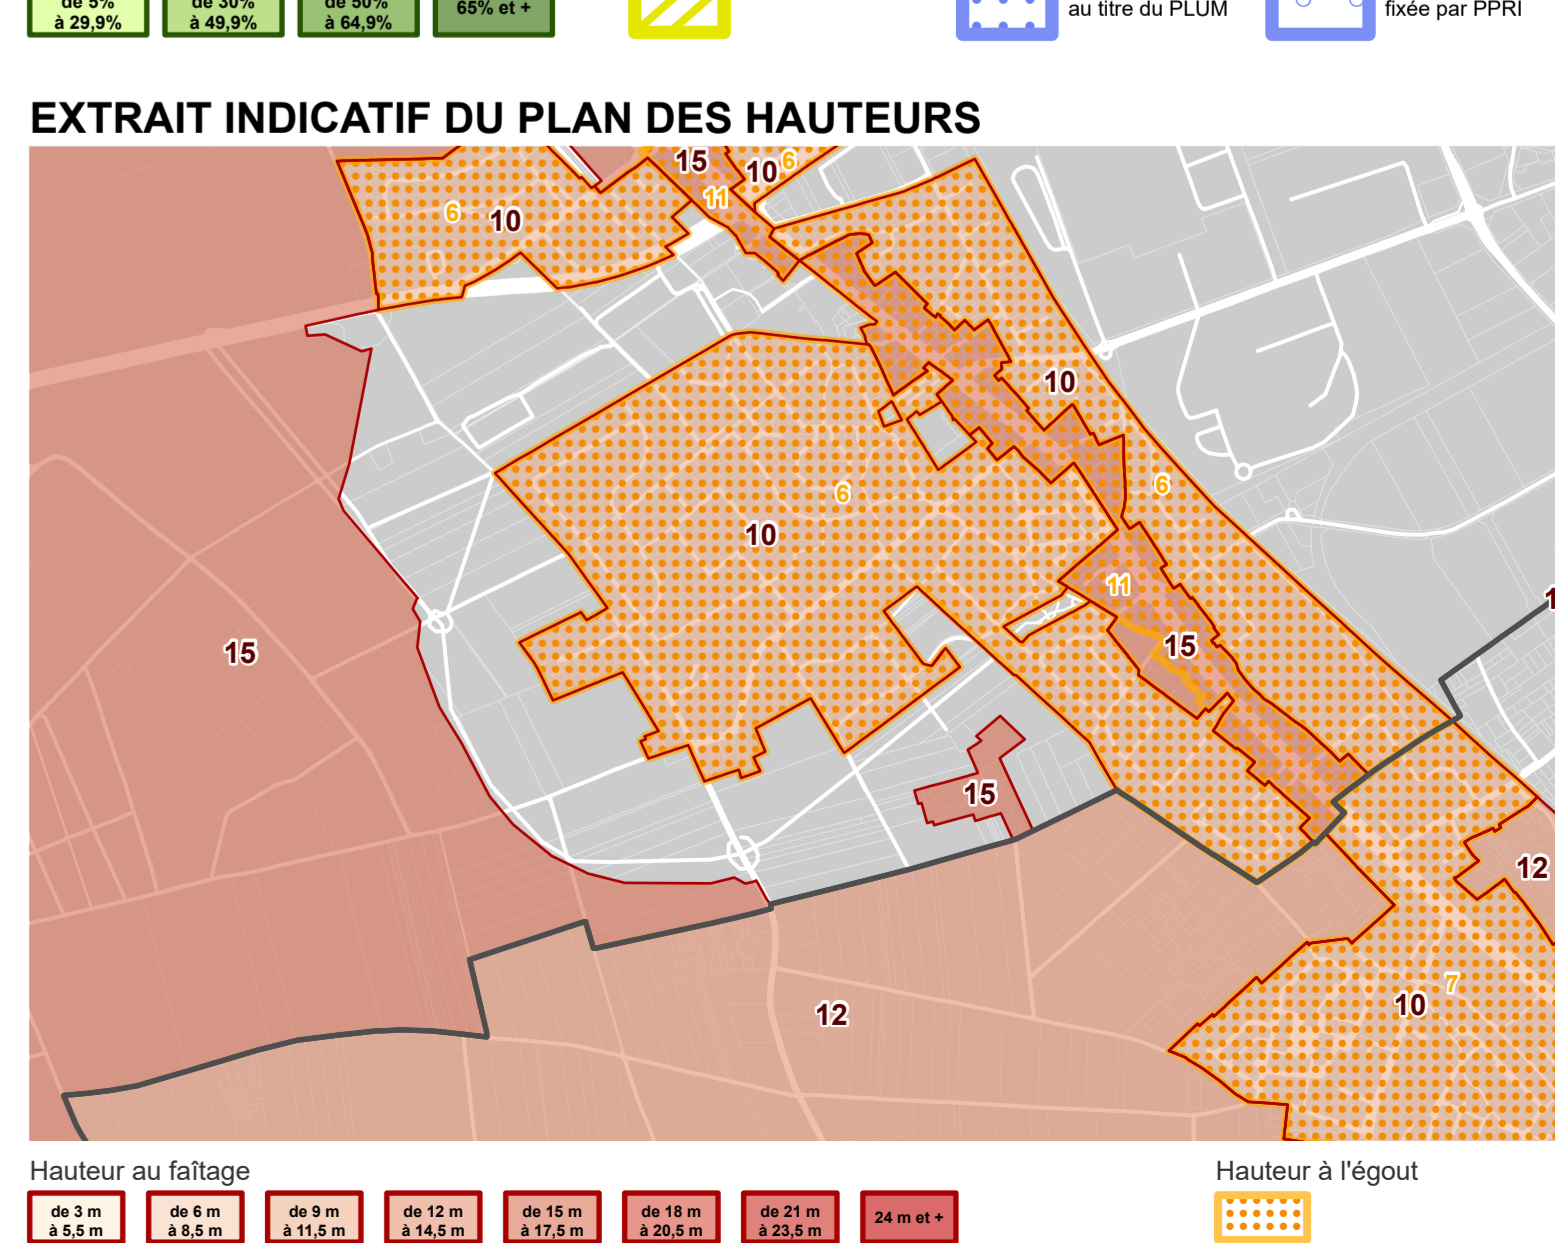 de 5%
à 29,9%
de 30%
à 49,9%
de 50%
à 64,9%
65% et +
au titre du PLUM
fixée par PPRI
EXTRAIT INDICATIF DU PLAN DES HAUTEURS
15
10
6
11
6
10
10
6
6
10
11
15
15
15
12
7
10
12
1
Hauteur au faîtage
Hauteur à l'égout
de 3 m
à 5,5 m
de 6 m
à 8,5 m
de 9 m
à 11,5 m
de 12 m
à 14,5 m
de 15 m
à 17,5 m
de 18 m
à 20,5 m
de 21 m
à 23,5 m
24 m et +